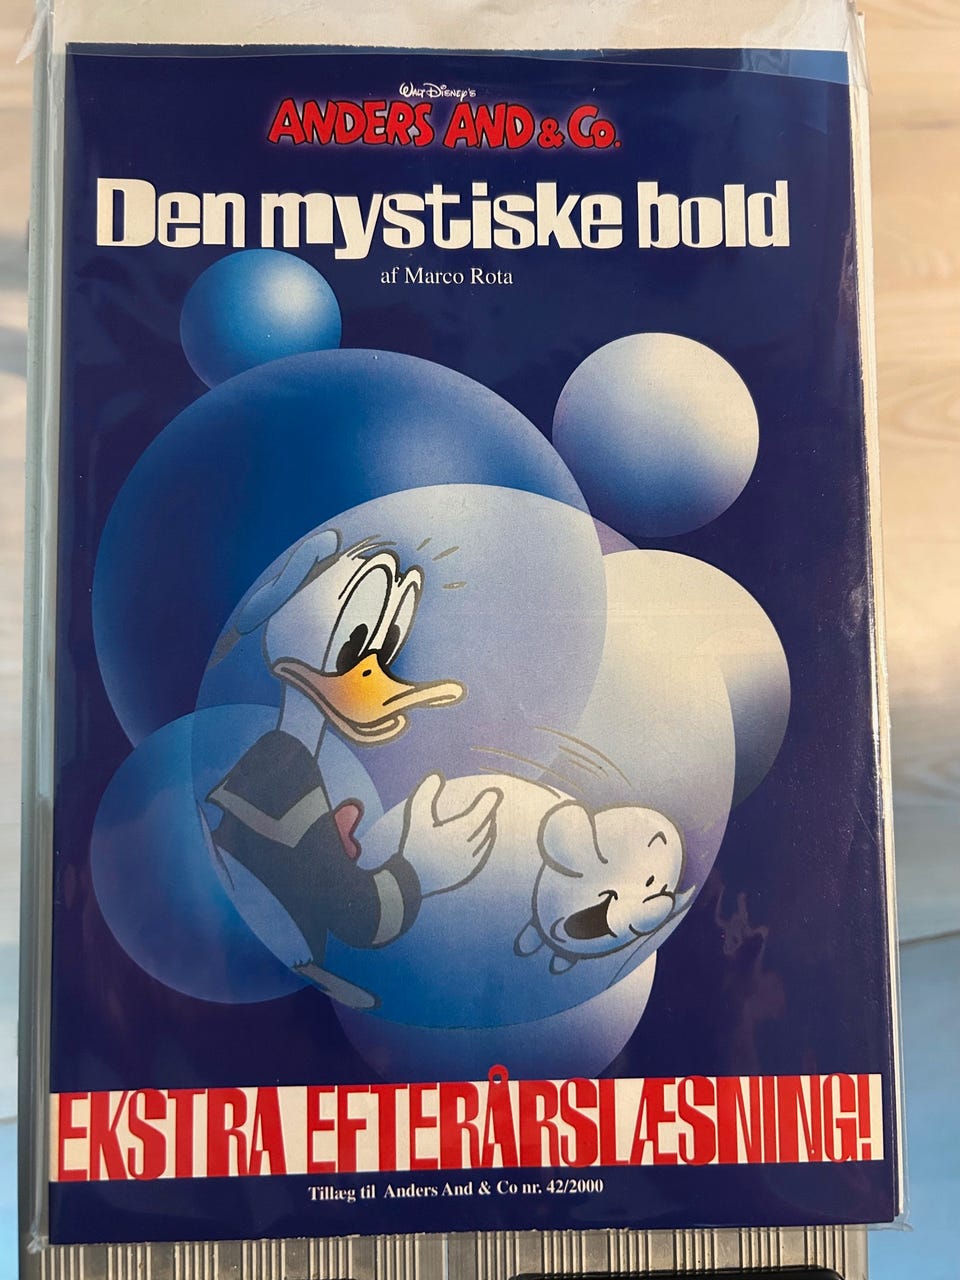 Walt Disney's
ANDERS AND & Co.
Den mystiske bold
af Marco Rota
EKSTRA EFTERÅRSLÆSNING!
Tillæg til Anders And & Co nr. 42/2000